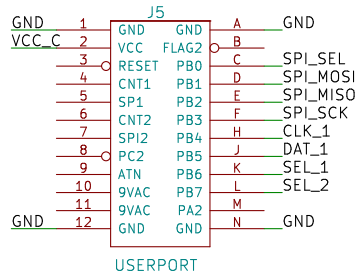 J5
GND 1 GND GND A GND
VCC_C 2 VCC FLAG2 B
3 RESET PB0 C SPI_SEL
4 CNT1 PB1 D SPI_MOSI
5 SP1 PB2 E SPI_MISO
6 CNT2 PB3 F SPI_SCK
7 SPI2 PB4 H CLK_1
8 PC2 PB5 J DAT_1
9 ATN PB6 K SEL_1
10 9VAC PB7 L SEL_2
11 9VAC PA2 M
GND 12 GND GND N GND
USERPORT